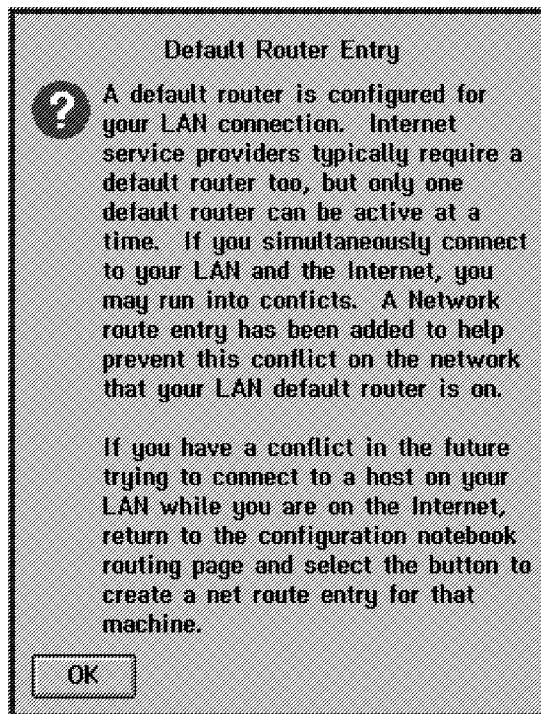 Default Router Entry
?
A default router is configured for
your LAN connection. Internet
service providers typically require a
default router too, but only one
default router can be active at a
time. If you simultaneously connect
to your LAN and the Internet, you
may run into conficts. A Network
route entry has been added to help
prevent this conflict on the network
that your LAN default router is on.
If you have a conflict in the future
trying to connect to a host on your
LAN while you are on the Internet,
return to the configuration notebook
routing page and select the button to
create a net route entry for that
machine.
OK